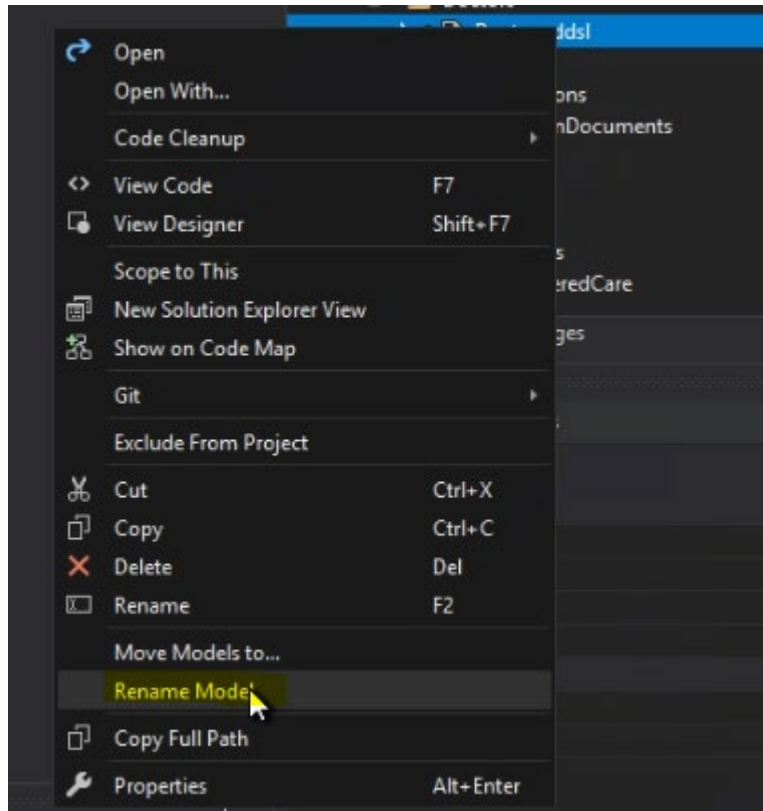 ddsl
Open
Open With...
ons
nDocuments
Code Cleanup
View Code F7
View Designer Shift+F7
s
Scope to This
eredCare
New Solution Explorer View
ges
Show on Code Map
Git
Exclude From Project
Cut Ctrl+X
Copy Ctrl+C
Delete Del
Rename F2
Move Models to...
Rename Model
Copy Full Path
Properties Alt+Enter